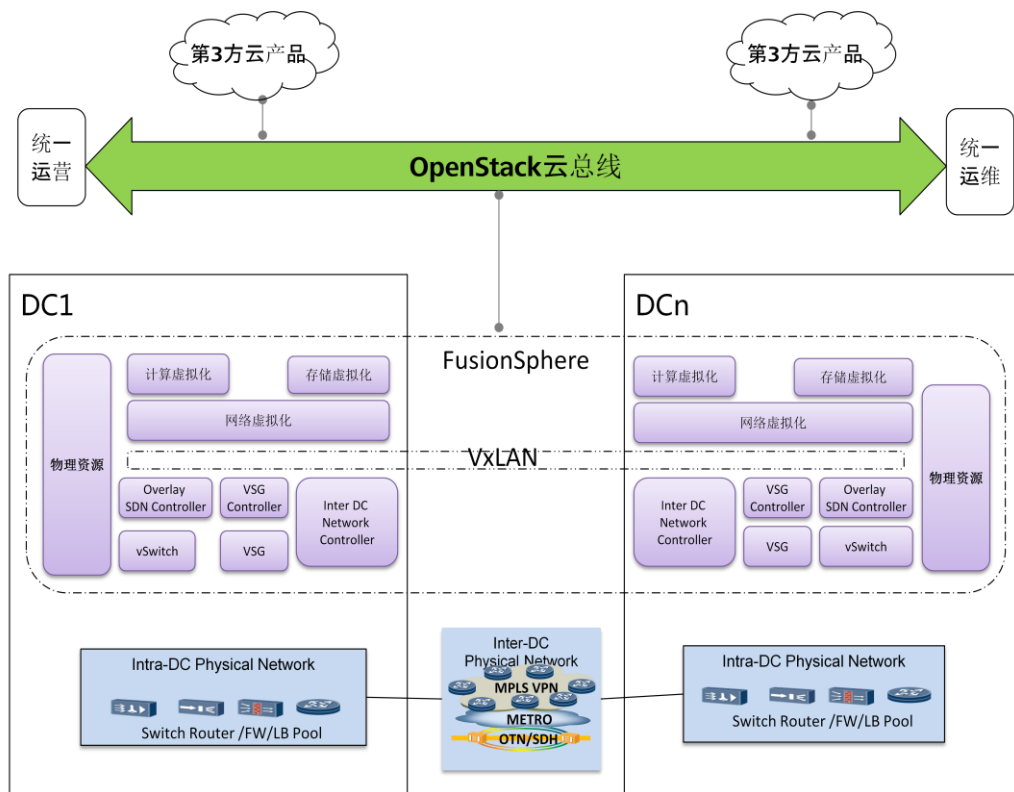 第3方云产品
第3方云产品
统一
运营
OpenStack云总线
统一
运维
DC1
DCn
FusionSphere
计算虚拟化
存储虚拟化
网络虚拟化
物理资源
计算虚拟化
存储虚拟化
网络虚拟化
物理资源
VxLAN
Overlay
SDN Controller
VSG
Controller
Inter DC
Network
Controller
vSwitch
VSG
Inter DC
Network
Controller
VSG
Controller
Overlay
SDN Controller
VSG
vSwitch
Intra-DC Physical Network
Switch Router /FW/LB Pool
Inter-DC
Physical Network
MPLS VPN
METRO
OTN/SDH
Intra-DC Physical Network
Switch Router /FW/LB Pool